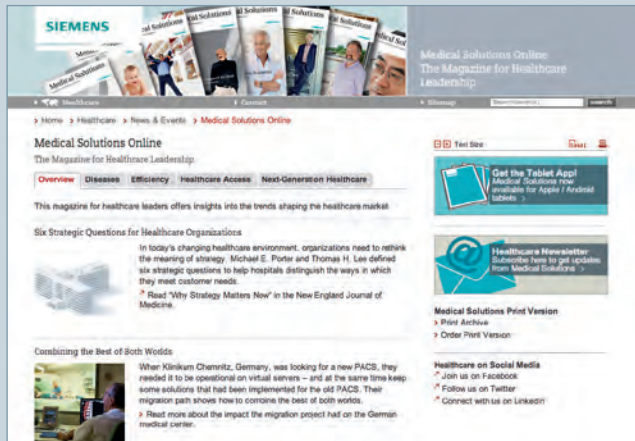 SIEMENS
Medical Solutions
Medical Solutions Online
The Magazine for Healthcare
Leadership
Healthcare
Contact
Sitemap
search
Home Healthcare News & Events Medical Solutions Online
Medical Solutions Online
The Magazine for Healthcare Leadership
Overview Diseases Efficiency Healthcare Access Next-Generation Healthcare
This magazine for healthcare leaders offers insights into the trends shaping the healthcare market
Six Strategic Questions for Healthcare Organizations
In today's changing healthcare environment, organizations need to rethink
the meaning of strategy. Michael E. Porter and Thomas H. Lee defined
six strategic questions to help hospitals distinguish the ways in which
they meet customer needs.
Read "Why Strategy Matters Now" in the New England Journal of
Medicine.
Combining the Best of Both Worlds
When Klinikum Chemnitz, Germany, was looking for a new PACS, they
needed it to be operational on virtual servers – and at the same time keep
some solutions that had been implemented for the old PACS. Their
migration path shows how to combine the best of both worlds.
Read more about the impact the migration project had on the German
medical center.
Text Size
Get the Tablet App!
Medical Solutions now
available for Apple / Android
tablets
Healthcare Newsletter
Subscribe here to get updates
from Medical Solutions
Medical Solutions Print Version
Print Archive
Order Print Version
Healthcare on Social Media
Join us on Facebook
Follow us on Twitter
Connect with us on LinkedIn